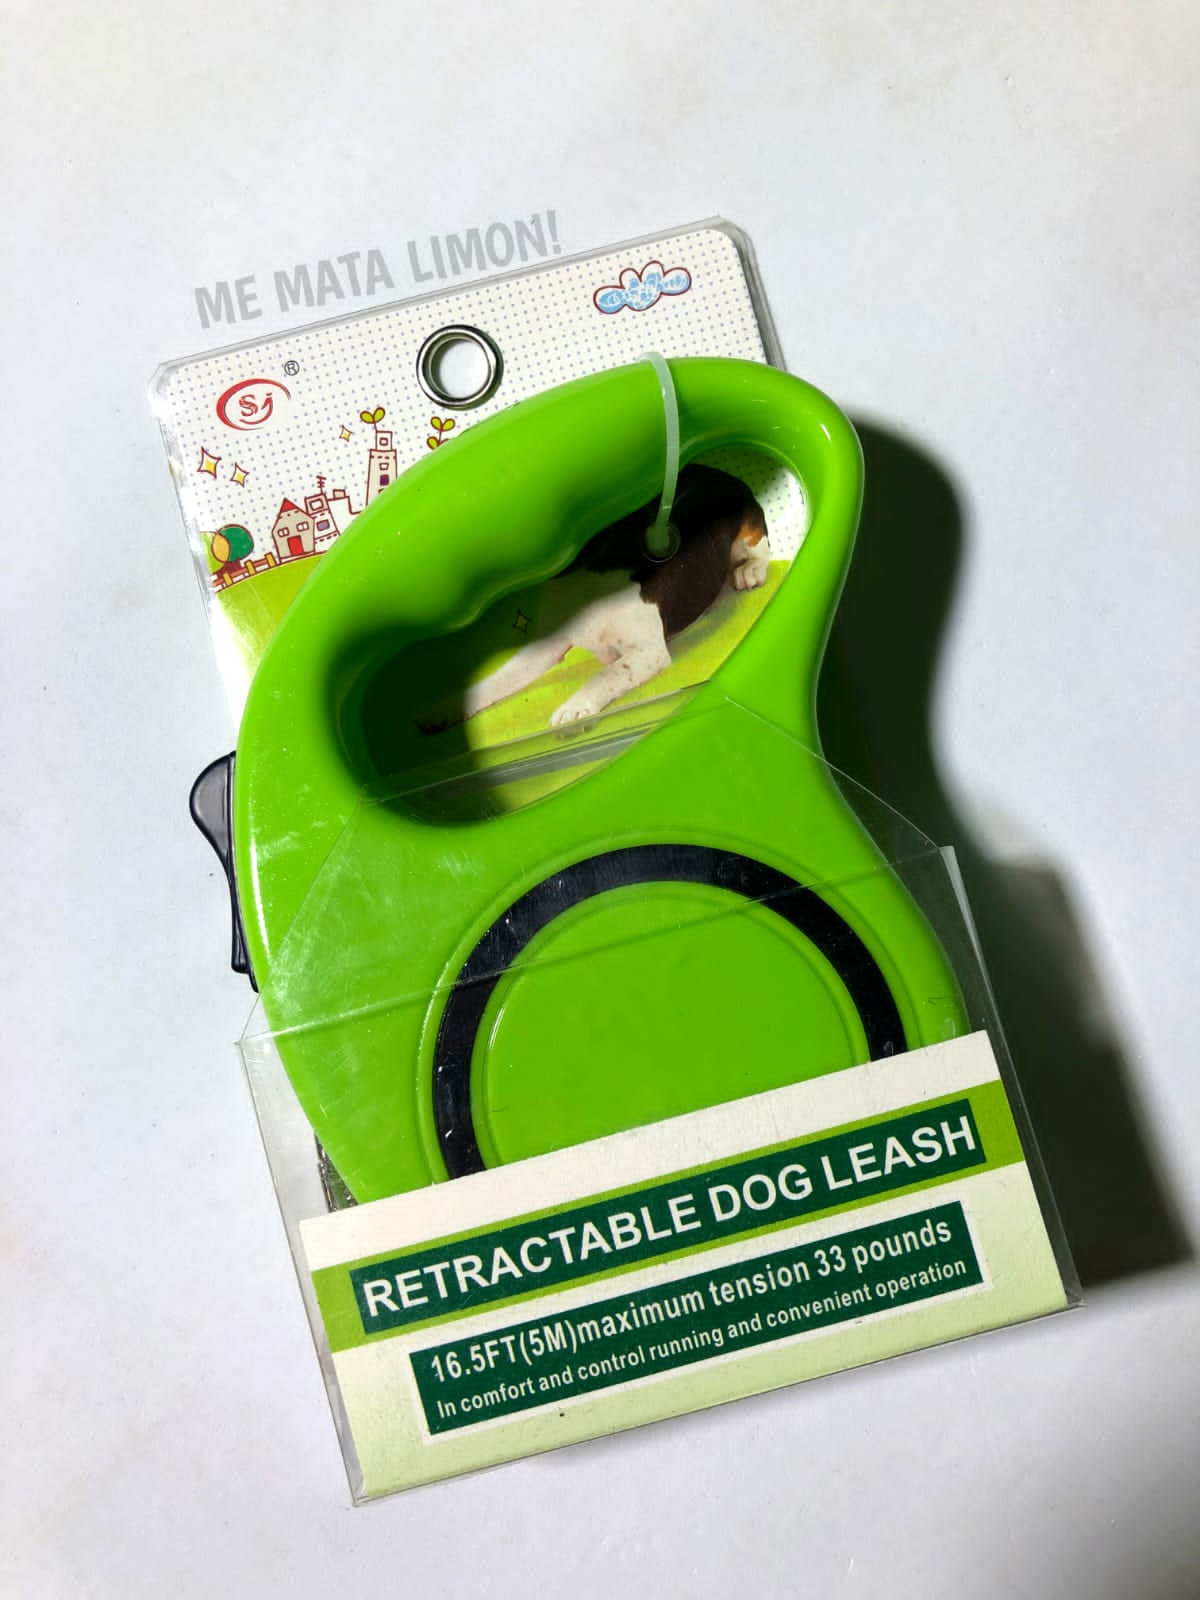 ME MATA LIMON!
®
RETRACTABLE DOG LEASH
16.5FT(5M)maximum tension 33 pounds
In comfort and control running and convenient operation